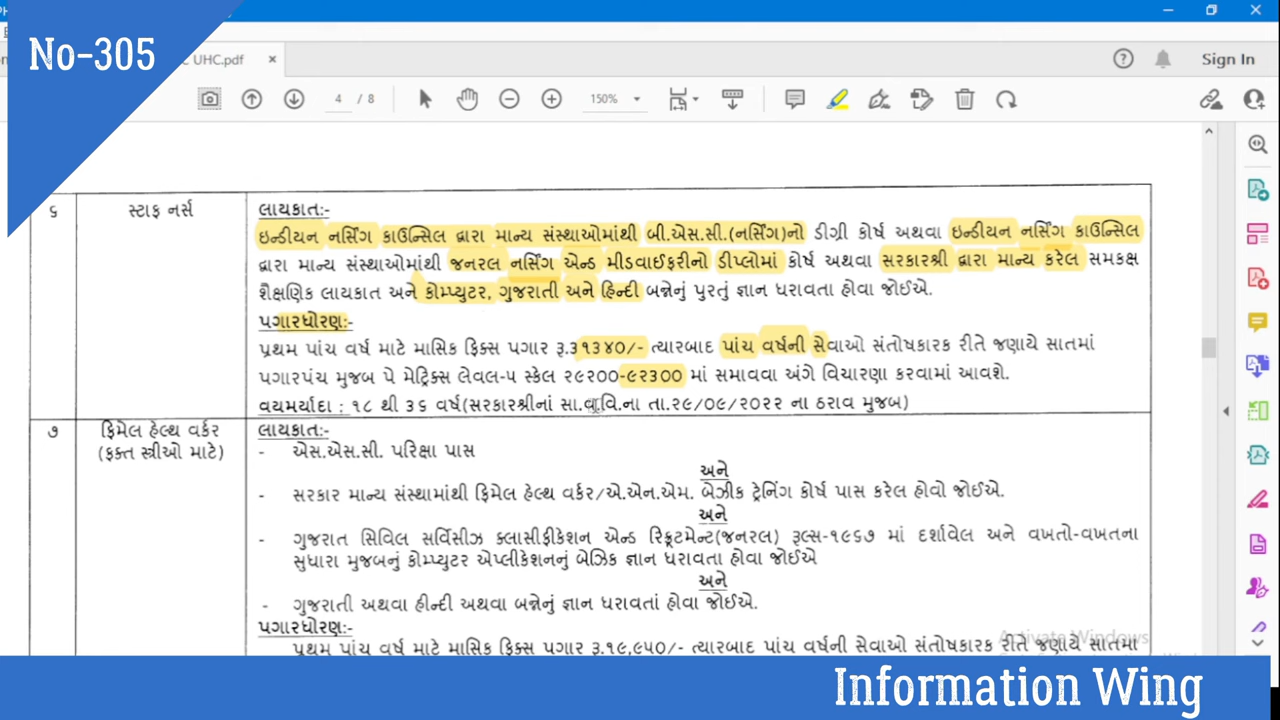 No-305
UHC.pdf
Sign In
4 / 8
150%
૬
સ્ટાફ નર્સ
લાયકાત:-
ઇન્ડીયન નર્સિંગ કાઉન્સિલ દ્વારા માન્ય સંસ્થાઓમાંથી બી.એસ.સી.(નર્સિંગ)નો ડીગ્રી કોર્ષ અથવા ઇન્ડીયન નર્સિંગ કાઉન્સિલ
દ્વારા માન્ય સંસ્થાઓમાંથી જનરલ નર્સિંગ એન્ડ મીડવાઈફરીનો ડીપ્લોમાં કોર્ષ અથવા સરકારશ્રી દ્વારા માન્ય કરેલ સમકક્ષ
શૈક્ષણિક લાયકાત અને કોમ્પ્યુટર, ગુજરાતી અને હિન્દી બન્નેનું પુરતું જ્ઞાન ધરાવતા હોવા જોઈએ.
પગારધોરણ:-
પ્રથમ પાંચ વર્ષ માટે માસિક ફિક્સ પગાર રૂ.૩૧૩૪૦/- ત્યારબાદ પાંચ વર્ષની સેવાઓ સંતોષકારક રીતે જણાયે સાતમાં
પગારપંચ મુજબ પે મેટ્રિક્સ લેવલ-૫ સ્કેલ ૨૯૨૦૦-૯૨૩૦૦ માં સમાવવા અંગે વિચારણા કરવામાં આવશે.
વયમર્યાદા : ૧૮ થી ૩૬ વર્ષ(સરકારશ્રીનાં સા.વ.વિ.ના તા.૨૯/૦૯/૨૦૨૨ ના ઠરાવ મુજબ)
૭
ફિમેલ હેલ્થ વર્કર
(ફક્ત સ્ત્રીઓ માટે)
લાયકાત:-
- એસ.એસ.સી. પરિક્ષા પાસ
અને
- સરકાર માન્ય સંસ્થામાંથી ફિમેલ હેલ્થ વર્કર/એ.એન.એમ. બેઝીક ટ્રેનિંગ કોર્ષ પાસ કરેલ હોવો જોઈએ.
અને
- ગુજરાત સિવિલ સર્વિસીઝ ક્લાસીફીકેશન એન્ડ રિક્રૂટમેન્ટ(જનરલ) રૂલ્સ-૧૯૬૭ માં દર્શાવેલ અને વખતો-વખતના
સુધારા મુજબનું કોમ્પ્યુટર એપ્લીકેશનનું બેઝિક જ્ઞાન ધરાવતા હોવા જોઈએ
અને
- ગુજરાતી અથવા હીન્દી અથવા બન્નેનું જ્ઞાન ધરાવતાં હોવા જોઈએ.
પગારધોરણ:-
પ્રથમ પાંચ વર્ષ માટે માસિક ફિક્સ પગાર રૂ.૧૯,૯૫૦/- ત્યારબાદ પાંચ વર્ષની સેવાઓ સંતોષકારક રીતે જણાયે સાતમાં
Activate Windows
Information Wing